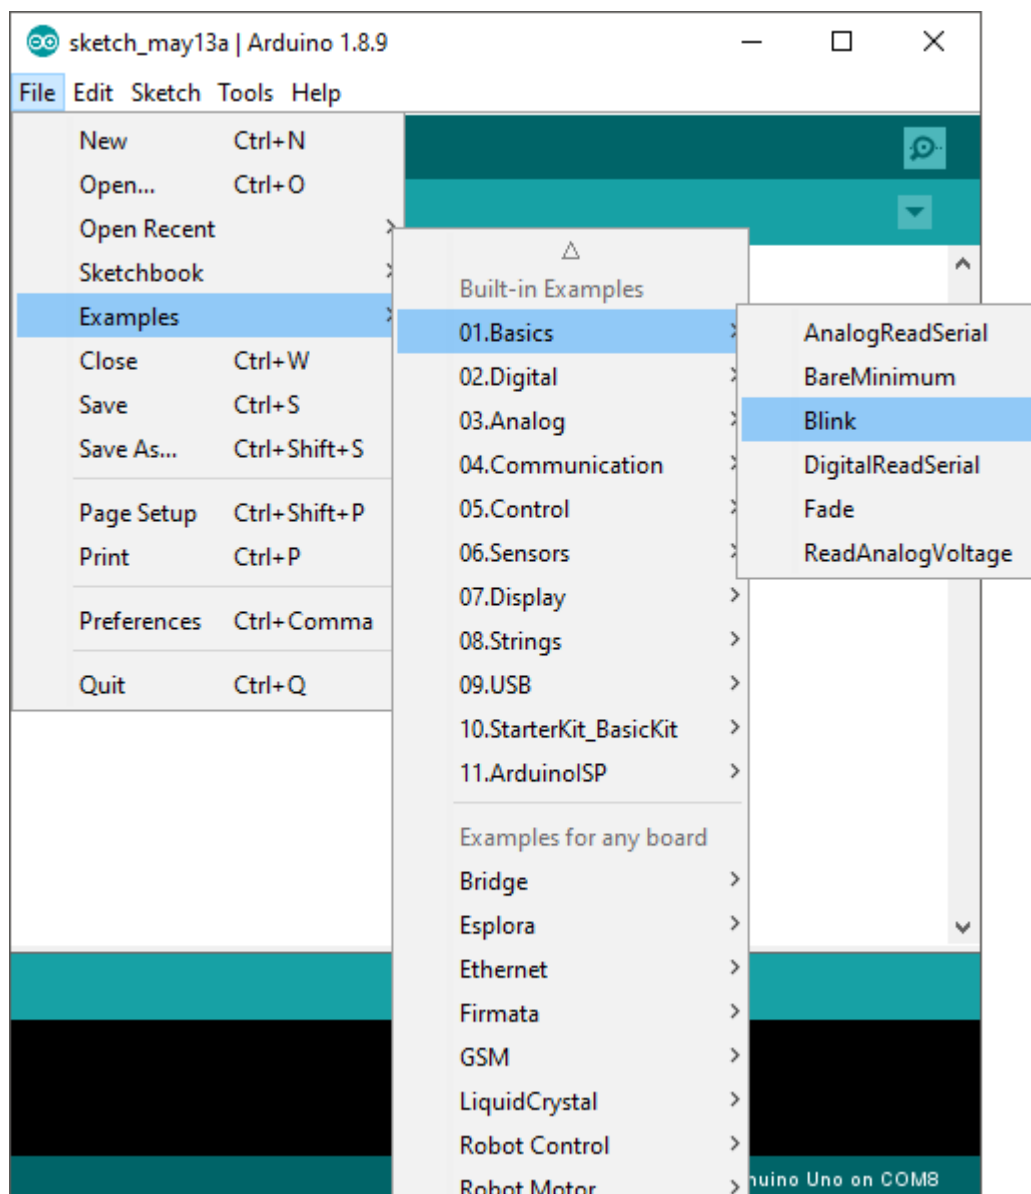 sketch_may13a | Arduino 1.8.9
File Edit Sketch Tools Help
New Ctrl+N
Open... Ctrl+O
Open Recent
Sketchbook
Examples
Close Ctrl+W
Save Ctrl+S
Save As... Ctrl+Shift+S
Page Setup Ctrl+Shift+P
Print Ctrl+P
Preferences Ctrl+Comma
Quit Ctrl+Q
Built-in Examples
01.Basics
02.Digital
03.Analog
04.Communication
05.Control
06.Sensors
07.Display
08.Strings
09.USB
10.StarterKit_BasicKit
11.ArduinoISP
Examples for any board
Bridge
Esplora
Ethernet
Firmata
GSM
LiquidCrystal
Robot Control
Robot Motor
AnalogReadSerial
BareMinimum
Blink
DigitalReadSerial
Fade
ReadAnalogVoltage
Uno on COM8